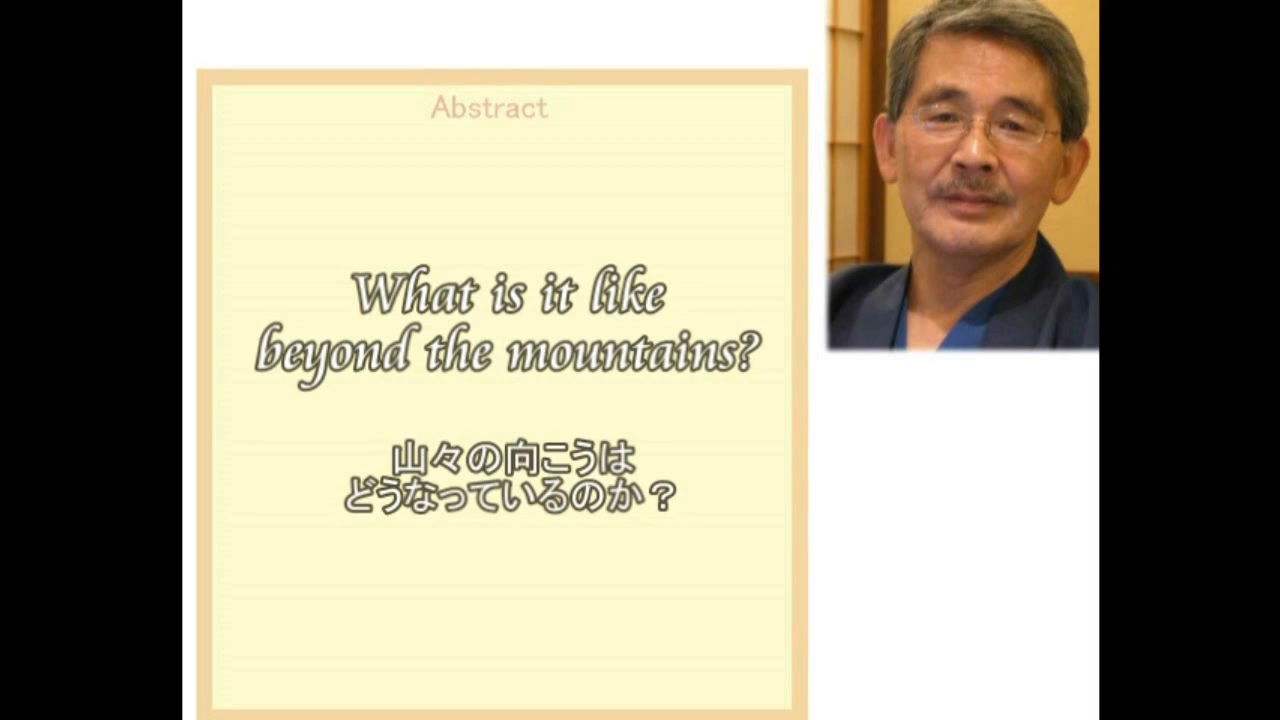 Abstract
What is it like
beyond the mountains?
山々の向こうは
どうなっているのか？